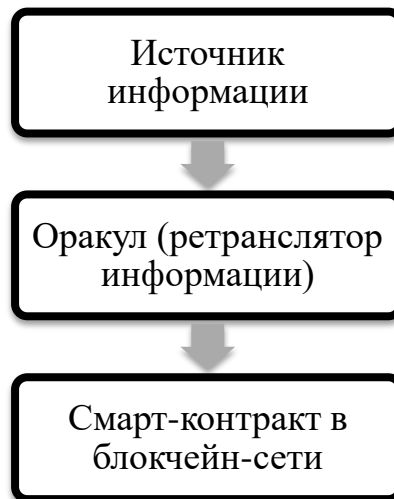 Источник
информации
Оракул (ретранслятор
информации)
Смарт-контракт в
блокчейн-сети